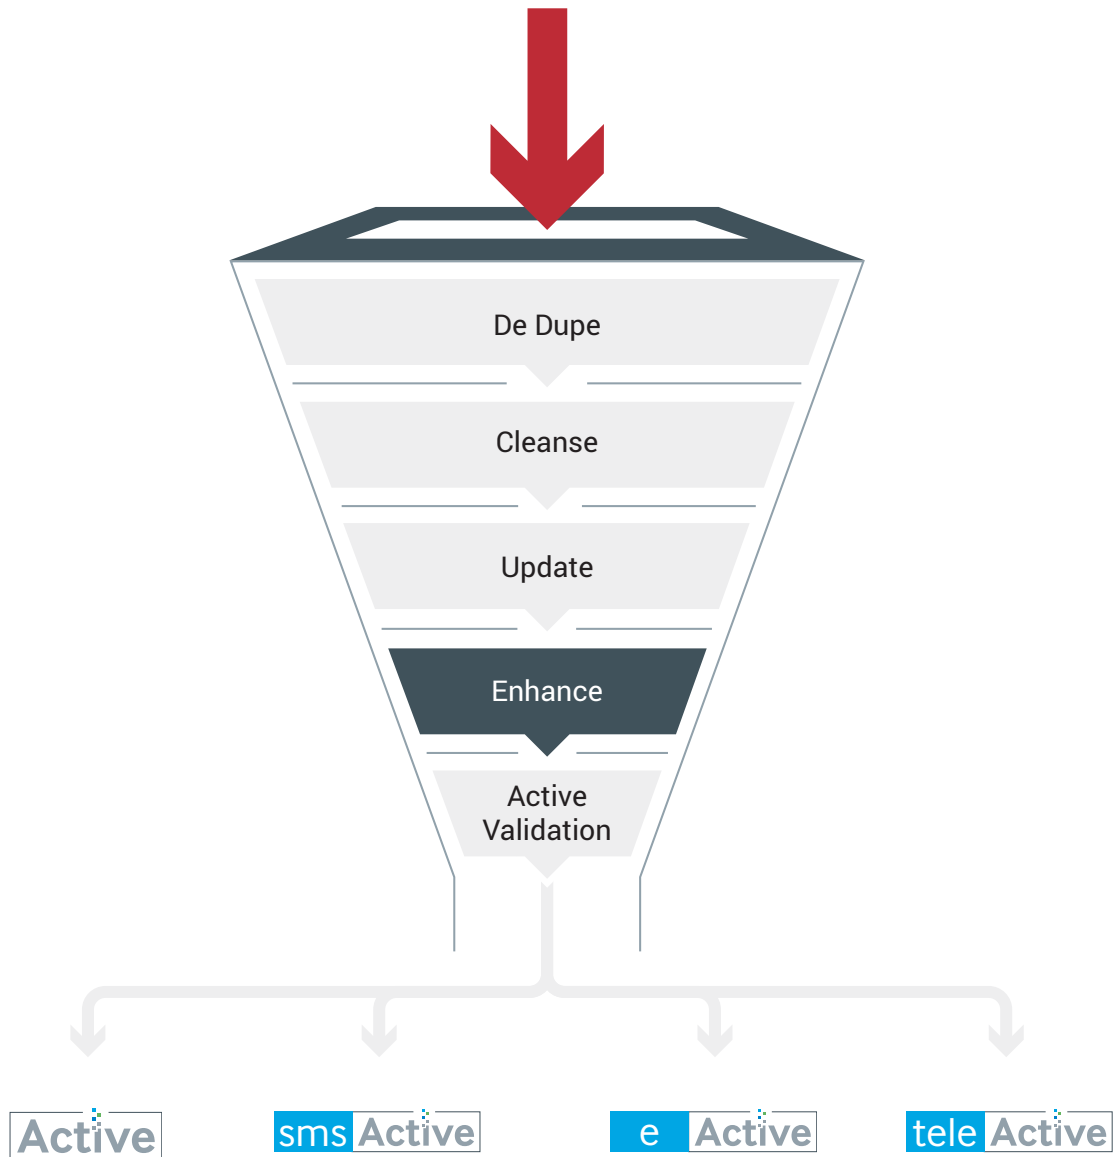 De Dupe
Cleanse
Update
Enhance
Active
Validation
Active
sms Active
e Active
tele Active